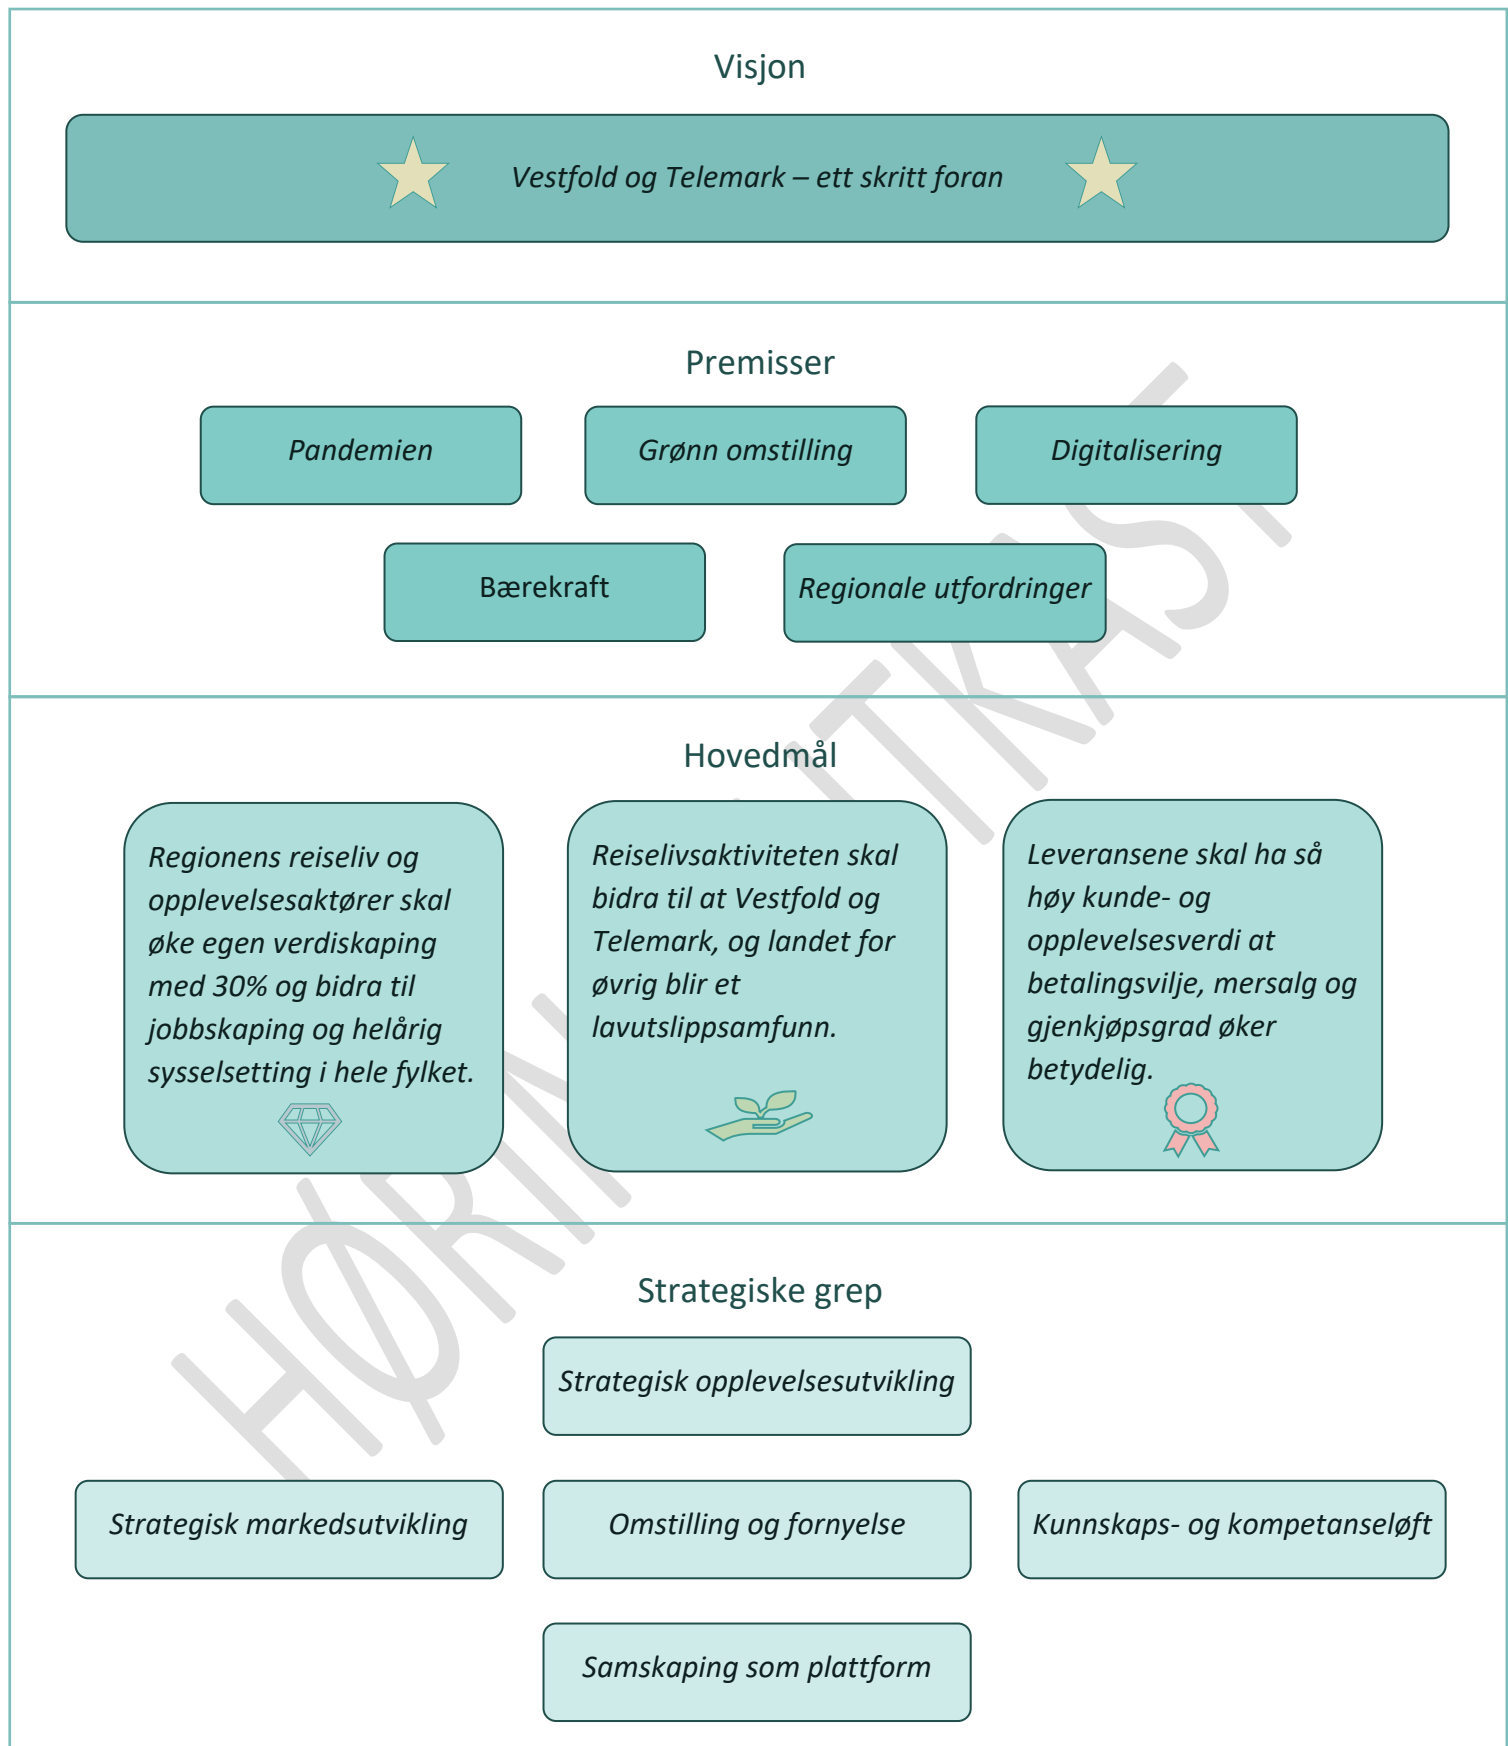 Visjon
Vestfold og Telemark – ett skritt foran
Premisser
Pandemien
Grønn omstilling
Digitalisering
Bærekraft
Regionale utfordringer
Hovedmål
Regionens reiseliv og
opplevelsesaktører skal
øke egen verdiskaping
med 30% og bidra til
jobbskaping og helårig
sysselsetting i hele fylket.
Reiselivsaktiviteten skal
bidra til at Vestfold og
Telemark, og landet for
øvrig blir et
lavutslippsamfunn.
Leveransene skal ha så
høy kunde- og
opplevelsesverdi at
betalingsvilje, mersalg og
gjenkjøpsgrad øker
betydelig.
Strategiske grep
Strategisk opplevelsesutvikling
Strategisk markedsutvikling
Omstilling og fornyelse
Kunnskaps- og kompetanseløft
Samskaping som plattform